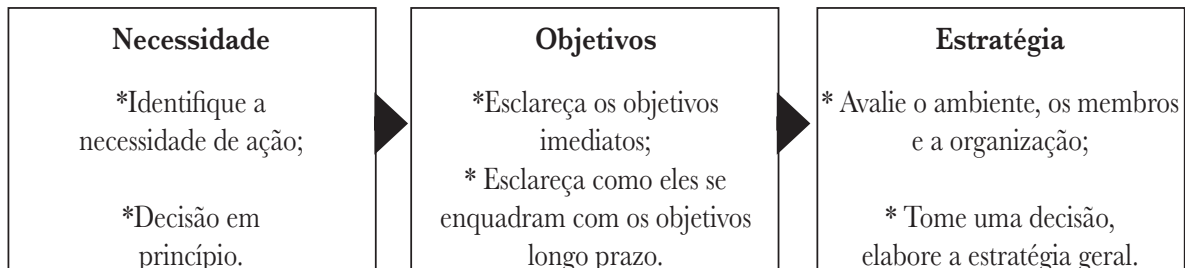 Necessidade
*Identifique a
necessidade de ação;
*Decisão em
princípio.
Objetivos
*Esclareça os objetivos
imediatos;
* Esclareça como eles se
enquadram com os objetivos
longo prazo.
Estratégia
* Avalie o ambiente, os membros
e a organização;
* Tome uma decisão,
elabore a estratégia geral.